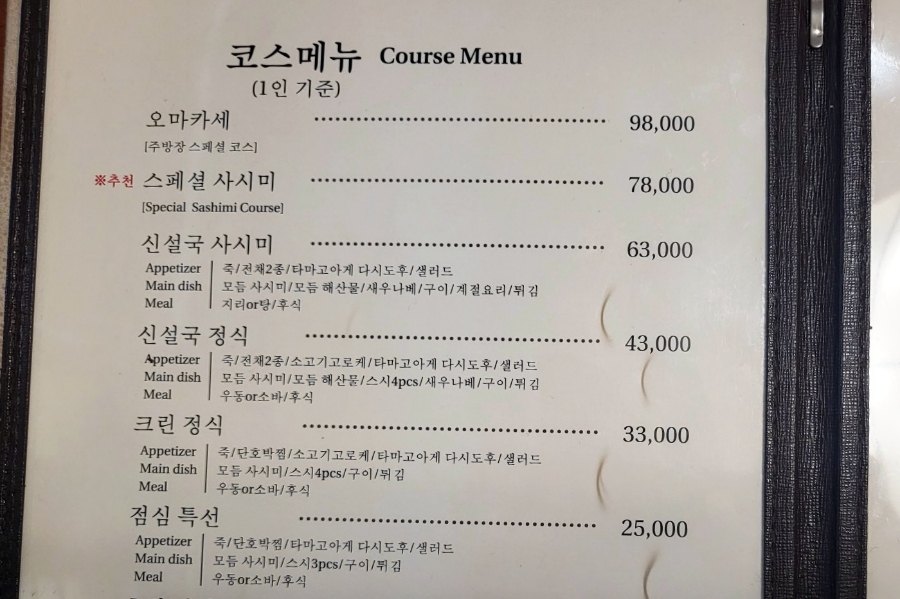 코스메뉴 Course Menu
(1인 기준)
오마카세 98,000
[주방장 스페셜 코스]
※추천 스페셜 사시미 78,000
[Special Sashimi Course]
신설국 사시미 63,000
Appetizer 죽/전채2종/타마고아게 다시도후/샐러드
Main dish 모듬 사시미/모듬 해산물/새우나베/구이/계절요리/튀김
Meal 지리or탕/후식
신설국 정식 43,000
Appetizer 죽/전채2종/소고기고로케/타마고아게 다시도후/샐러드
Main dish 모듬 사시미/모듬 해산물/스시4pcs/새우나베/구이/튀김
Meal 우동or소바/후식
크린 정식 33,000
Appetizer 죽/단호박찜/소고기고로케/타마고아게 다시도후/샐러드
Main dish 모듬 사시미/스시4pcs/구이/튀김
Meal 우동or소바/후식
점심 특선 25,000
Appetizer 죽/단호박찜/타마고아게 다시도후/샐러드
Main dish 모듬 사시미/스시3pcs/구이/튀김
Meal 우동or소바/후식